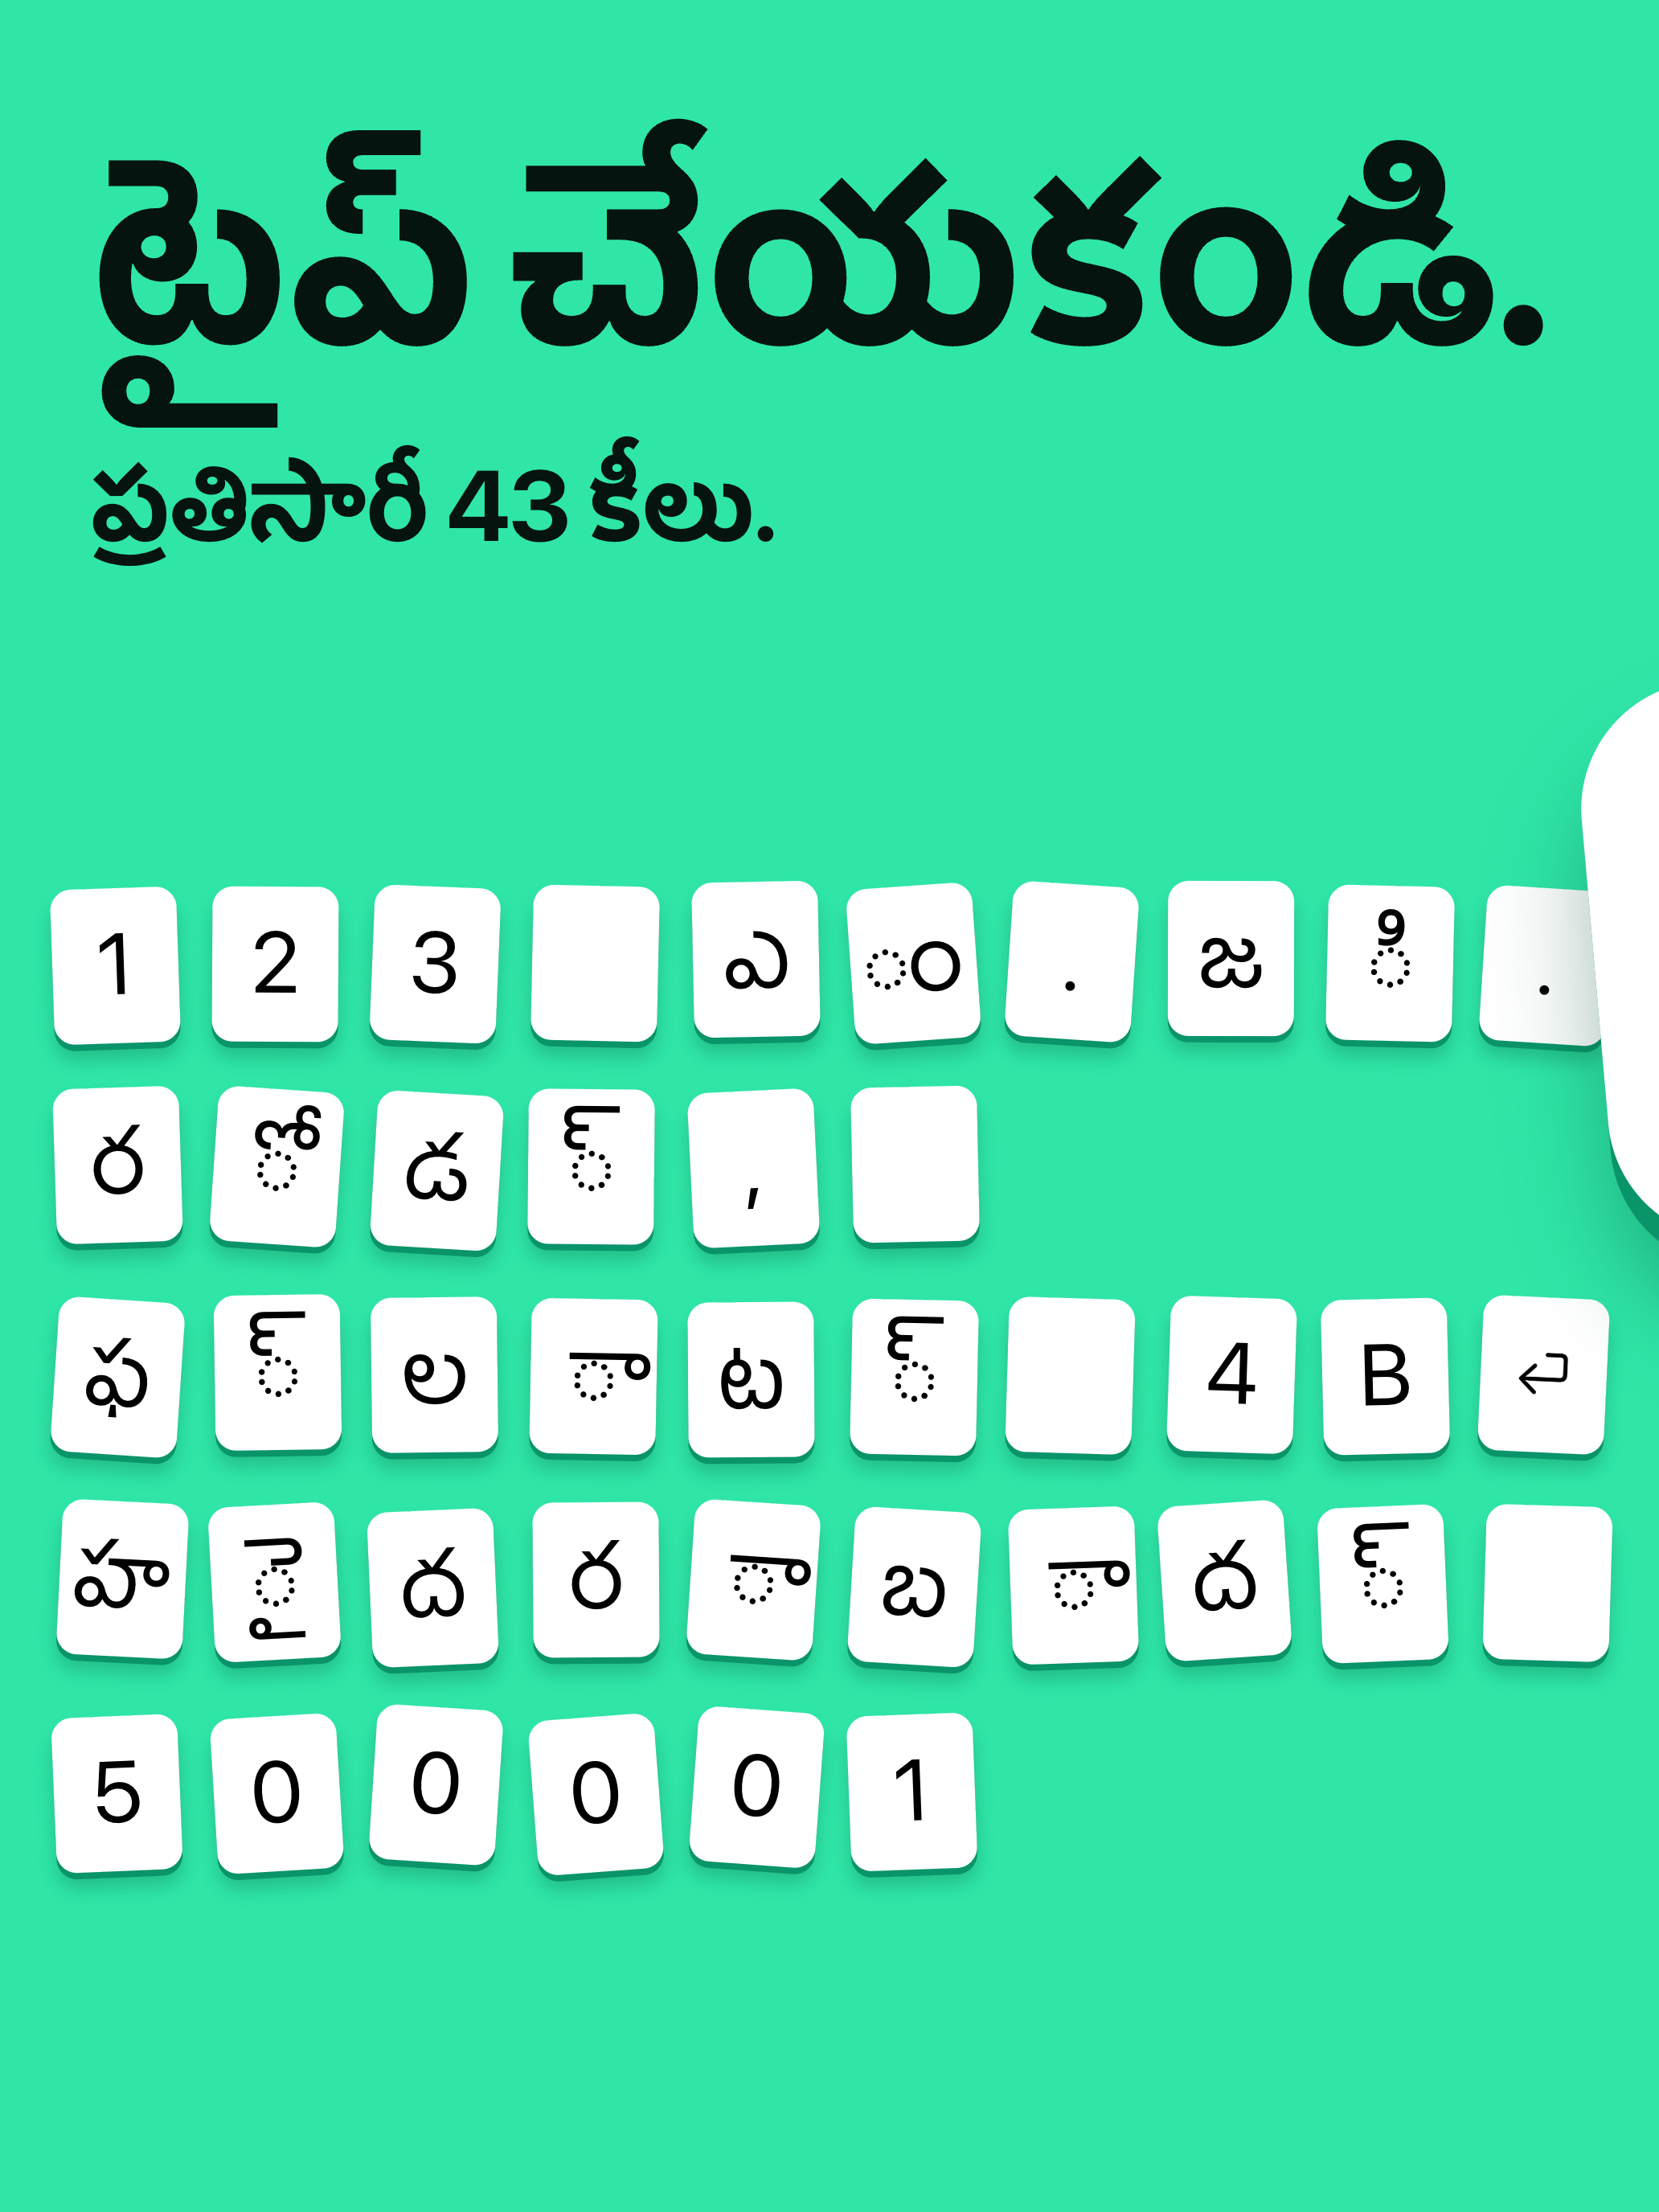 టైప్ చేయకండి.
ప్రతిసారీ 43 కీలు.
1 2 3 ఎ ం . జ ి .
ర ో డ ్ ,
ఫ ్ ల ా ట ్ 4 B ⏎
హ ై ద ర ా బ ా ద ్
5 0 0 0 0 1